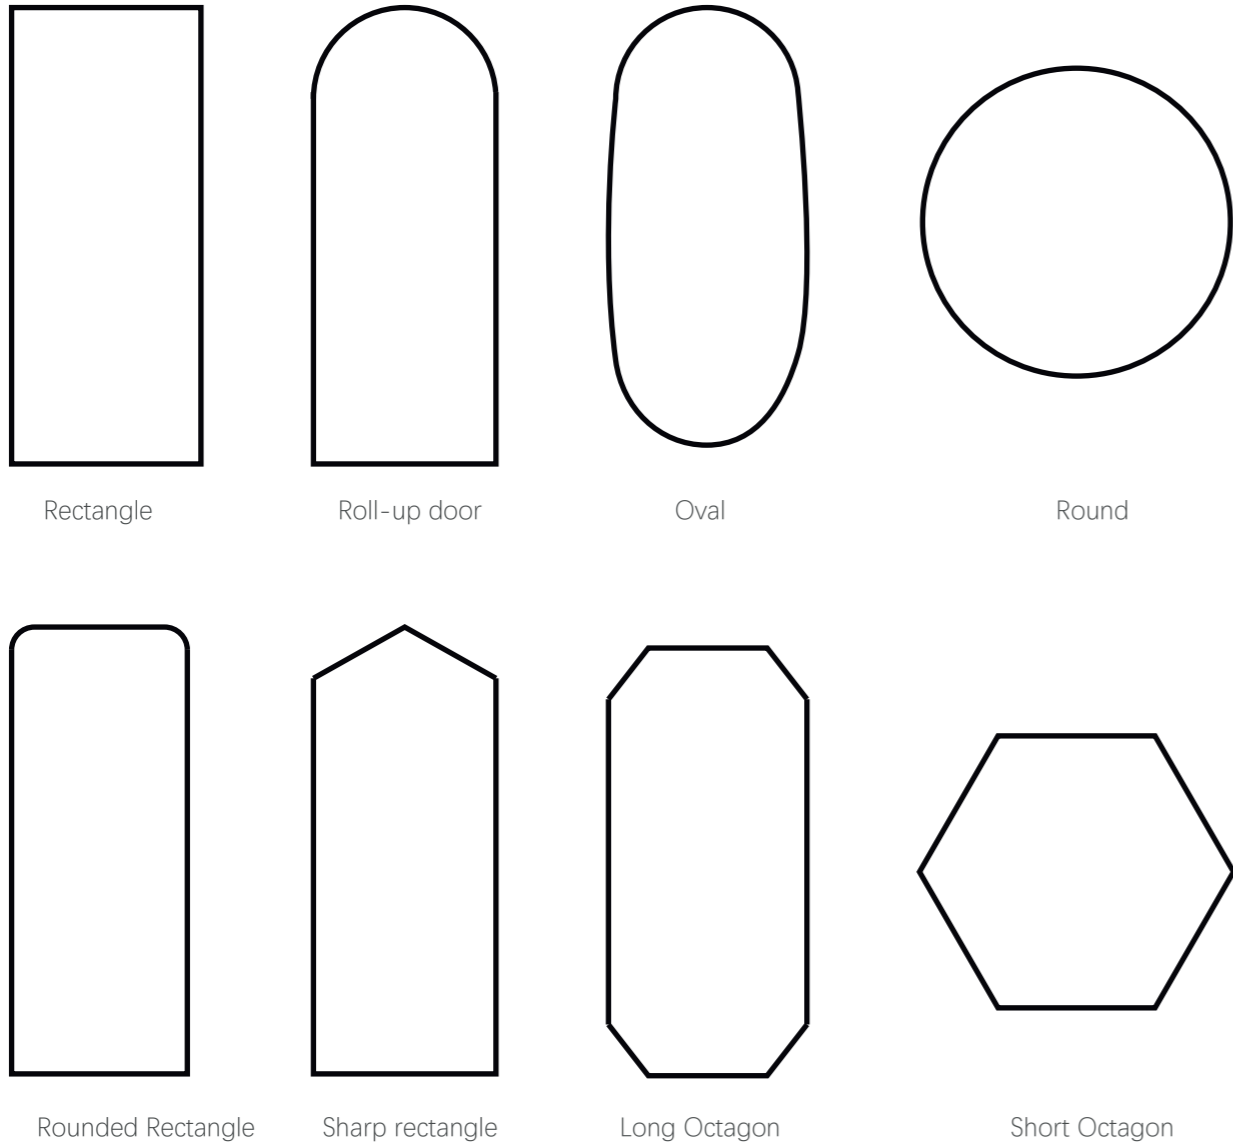 Rectangle
Roll-up door
Oval
Round
Rounded Rectangle
Sharp rectangle
Long Octagon
Short Octagon